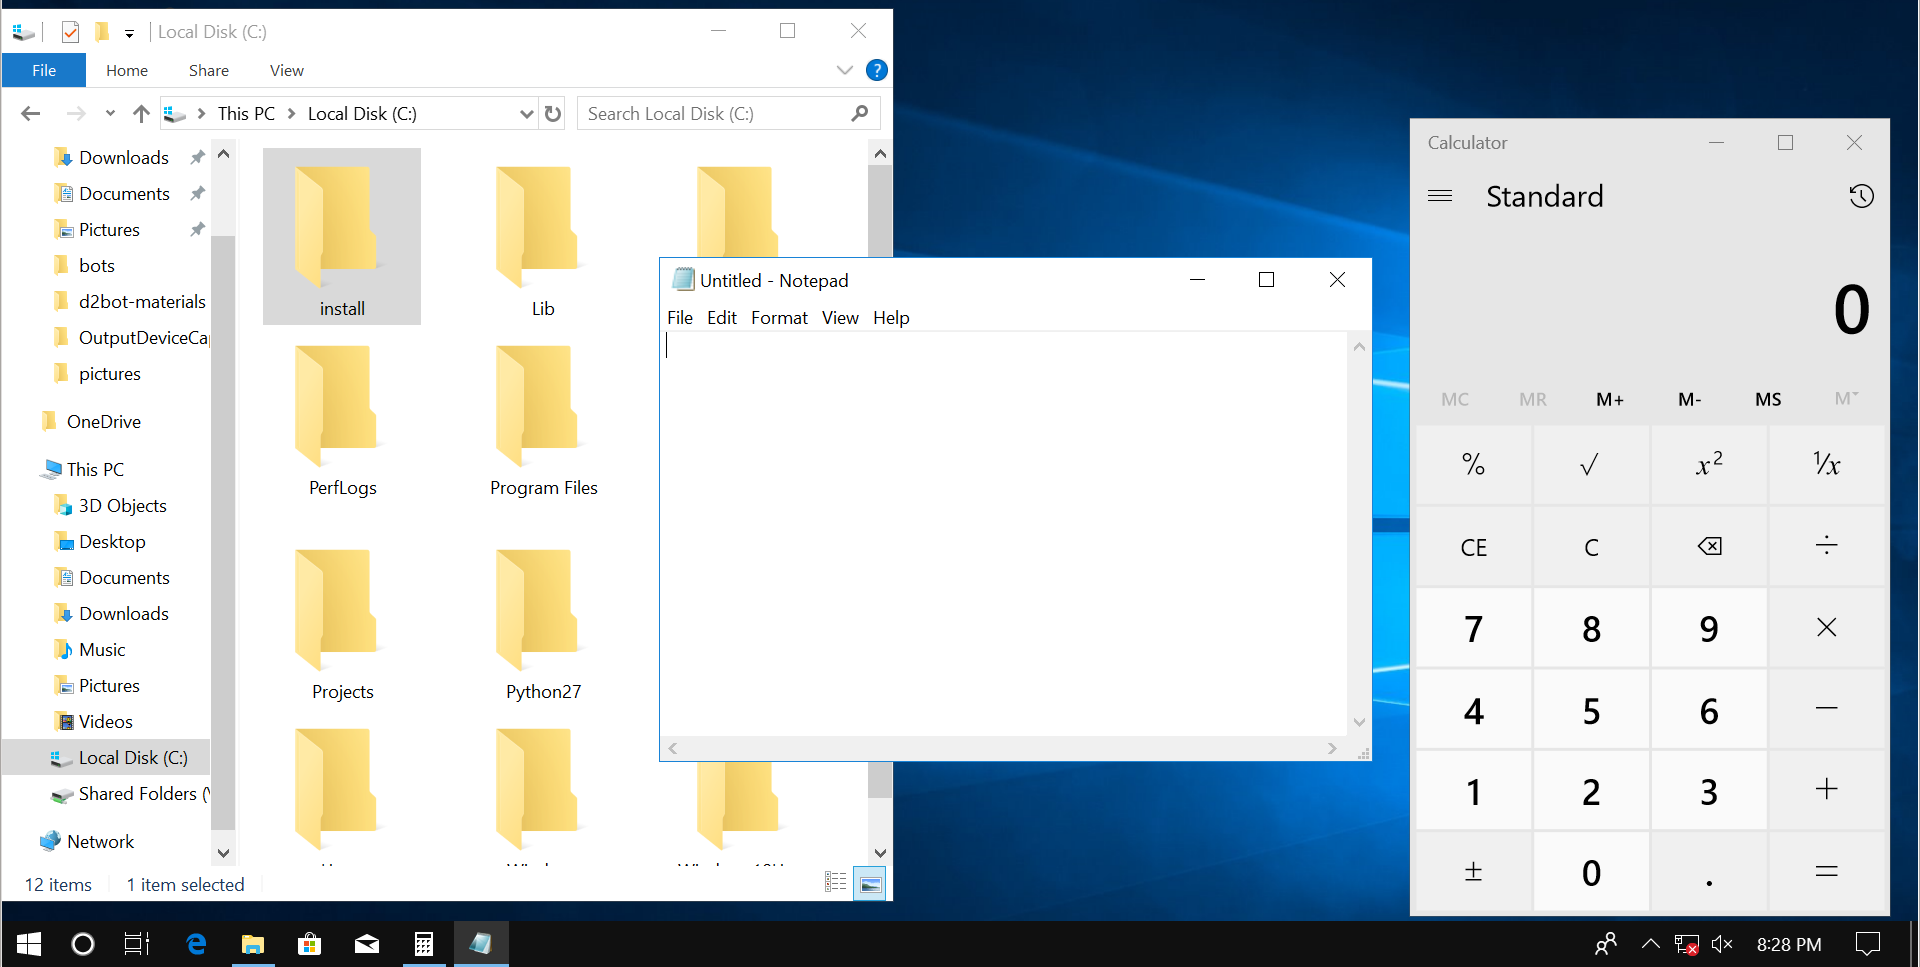 Local Disk (C:)
File Home Share View
This PC Local Disk (C:) Search Local Disk (C:)
Downloads
Documents
Pictures
bots
d2bot-materials
OutputDeviceCa
pictures
OneDrive
This PC
3D Objects
Desktop
Documents
Downloads
Music
Pictures
Videos
Local Disk (C:)
Shared Folders (
Network
install Lib
PerfLogs Program Files
Projects Python27
12 items 1 item selected
Untitled - Notepad
File Edit Format View Help
Calculator
Standard
0
MC MR M+ M- MS M
% √ x² ¹/x
CE C ÷
7 8 9 ×
4 5 6 −
1 2 3 +
± 0 . =
8:28 PM